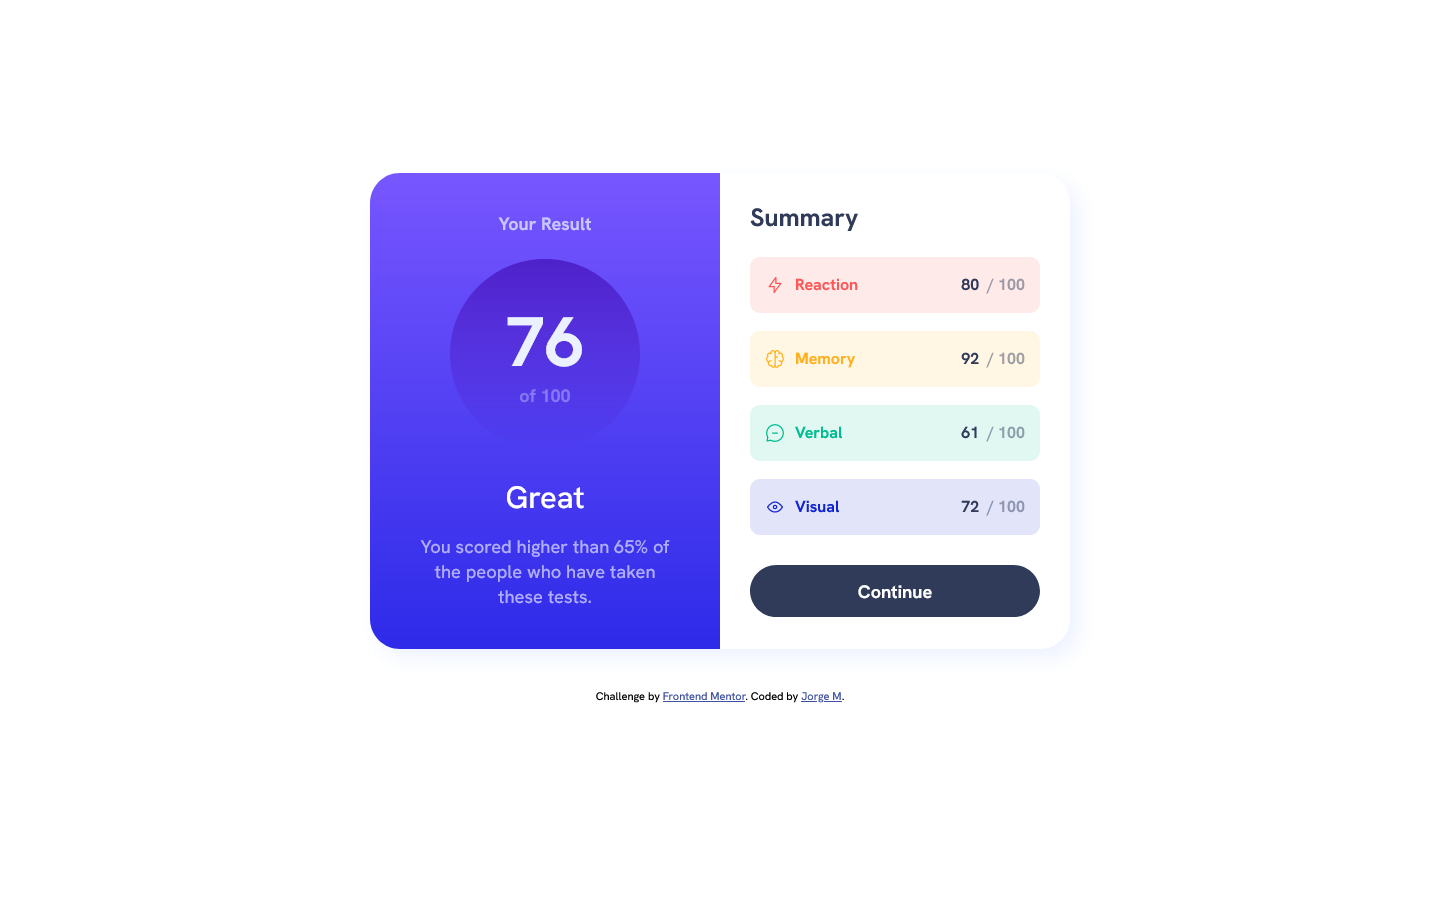 Your Result
76
of 100
Great
You scored higher than 65% of
the people who have taken
these tests.
Summary
Reaction 80 / 100
Memory 92 / 100
Verbal 61 / 100
Visual 72 / 100
Continue
Challenge by Frontend Mentor. Coded by Jorge M.